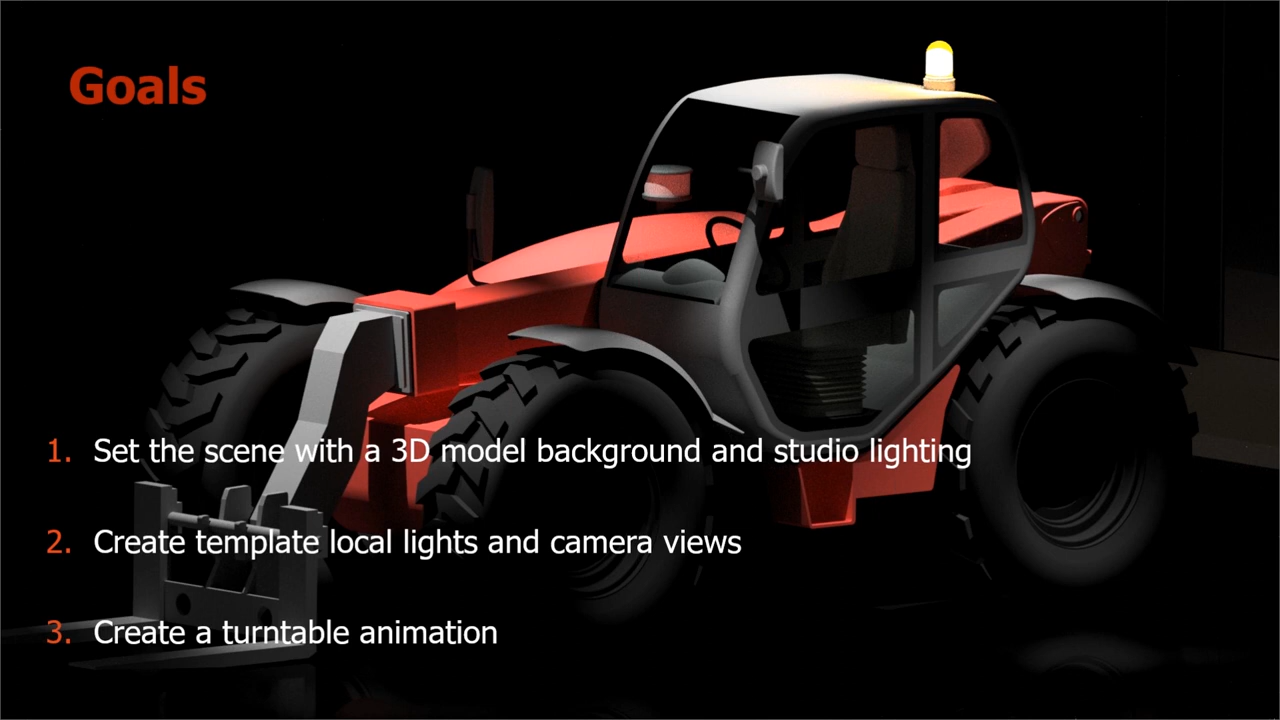 Goals
1. Set the scene with a 3D model background and studio lighting
2. Create template local lights and camera views
3. Create a turntable animation